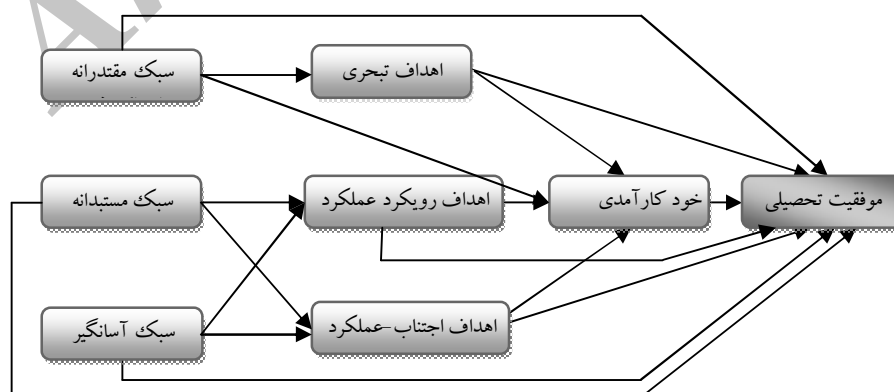 سبک مقتدرانه
اهداف تبحری
سبک مستبدانه
اهداف رویکرد عملکرد
خود کارآمدی
موفقیت تحصیلی
سبک آسانگیر
اهداف اجتناب-عملکرد